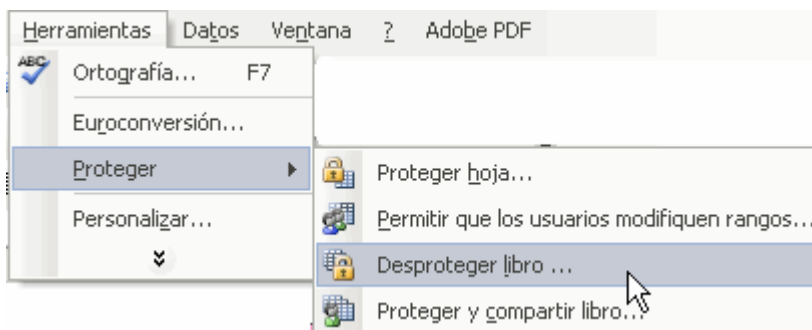 Herramientas Datos Ventana ? Adobe PDF
ABC Ortografía... F7
Euroconversión...
Proteger
Personalizar...
Proteger hoja...
Permitir que los usuarios modifiquen rangos...
Desproteger libro ...
Proteger y compartir libro...